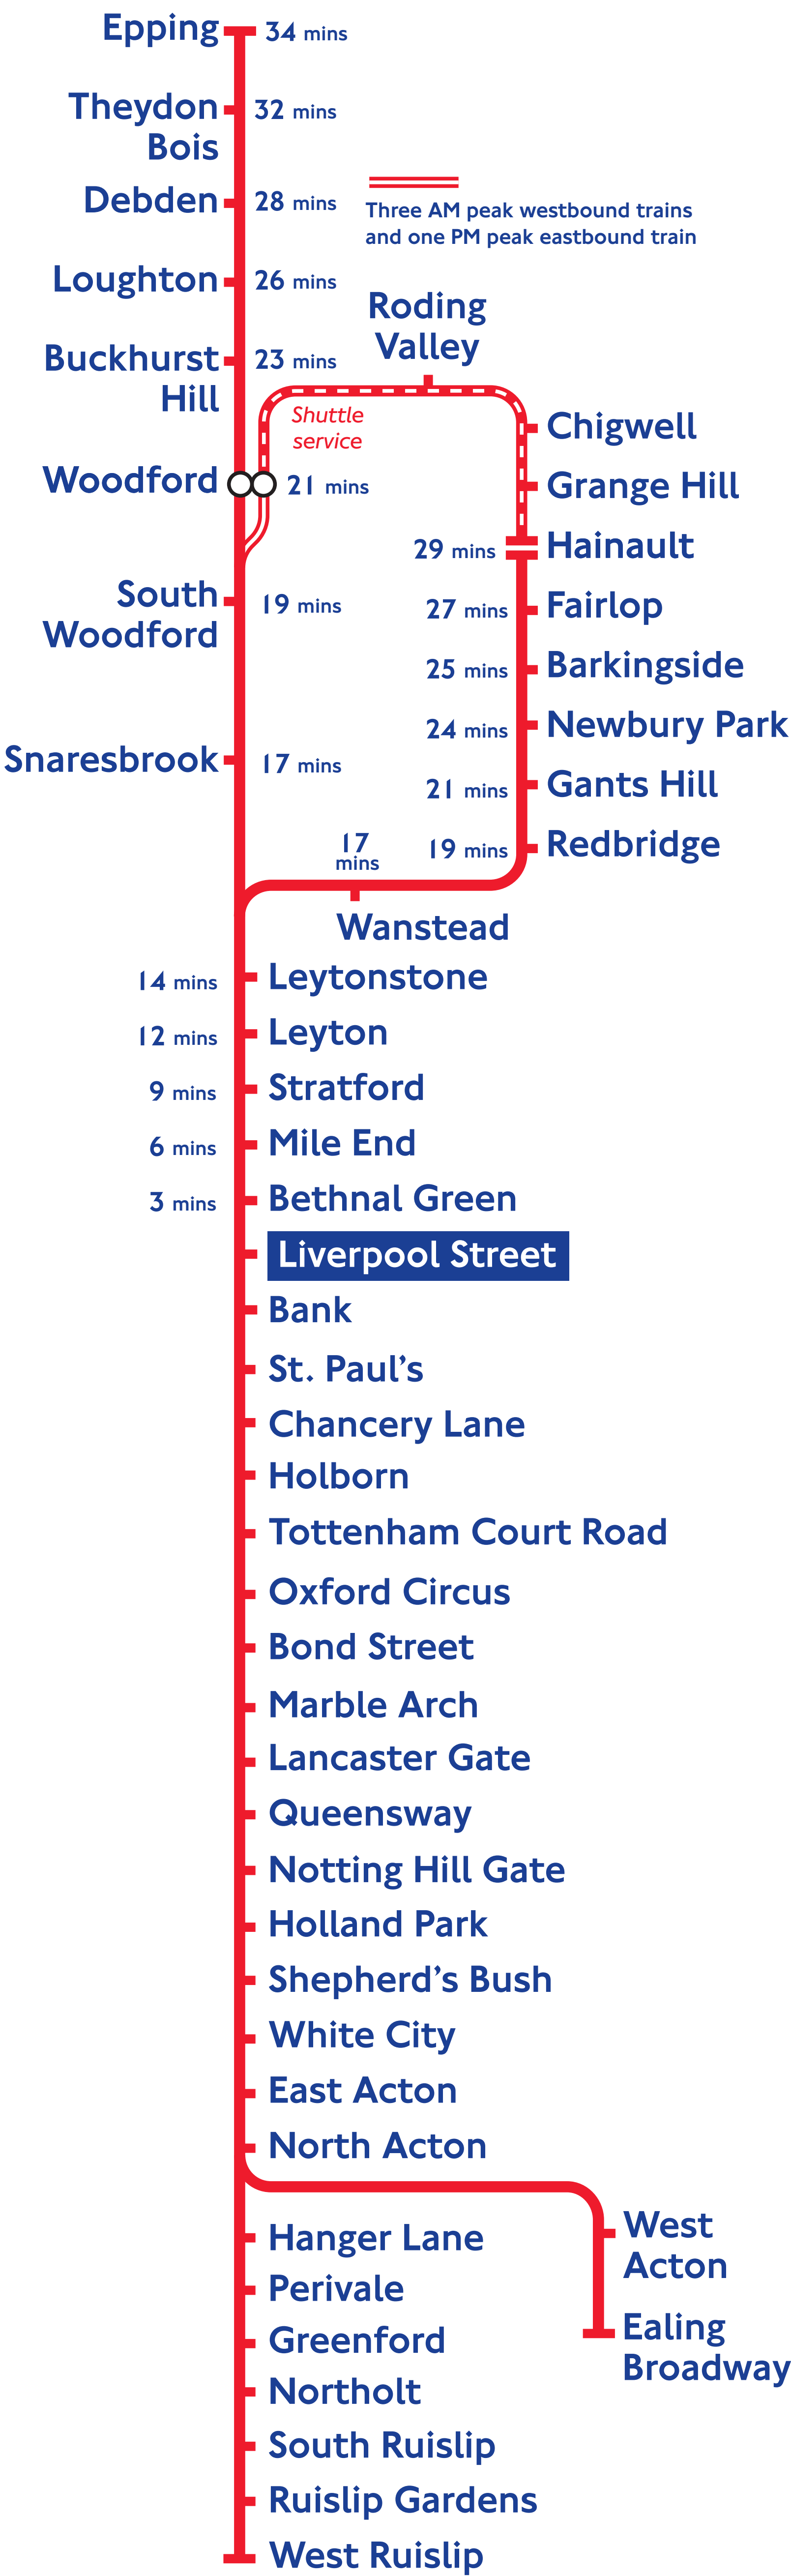 Epping 34 mins
Theydon 32 mins
Bois
Debden 28 mins
Three AM peak westbound trains
and one PM peak eastbound train
Loughton 26 mins
Roding
Valley
Buckhurst 23 mins
Hill
Shuttle
service
Chigwell
Woodford 21 mins
Grange Hill
29 mins Hainault
South 19 mins
Woodford
27 mins Fairlop
25 mins Barkingside
24 mins Newbury Park
Snaresbrook 17 mins
21 mins Gants Hill
19 mins Redbridge
17
mins
Wanstead
14 mins Leytonstone
12 mins Leyton
9 mins Stratford
6 mins Mile End
3 mins Bethnal Green
Liverpool Street
Bank
St. Paul’s
Chancery Lane
Holborn
Tottenham Court Road
Oxford Circus
Bond Street
Marble Arch
Lancaster Gate
Queensway
Notting Hill Gate
Holland Park
Shepherd’s Bush
White City
East Acton
North Acton
West
Acton
Ealing
Broadway
Hanger Lane
Perivale
Greenford
Northolt
South Ruislip
Ruislip Gardens
West Ruislip